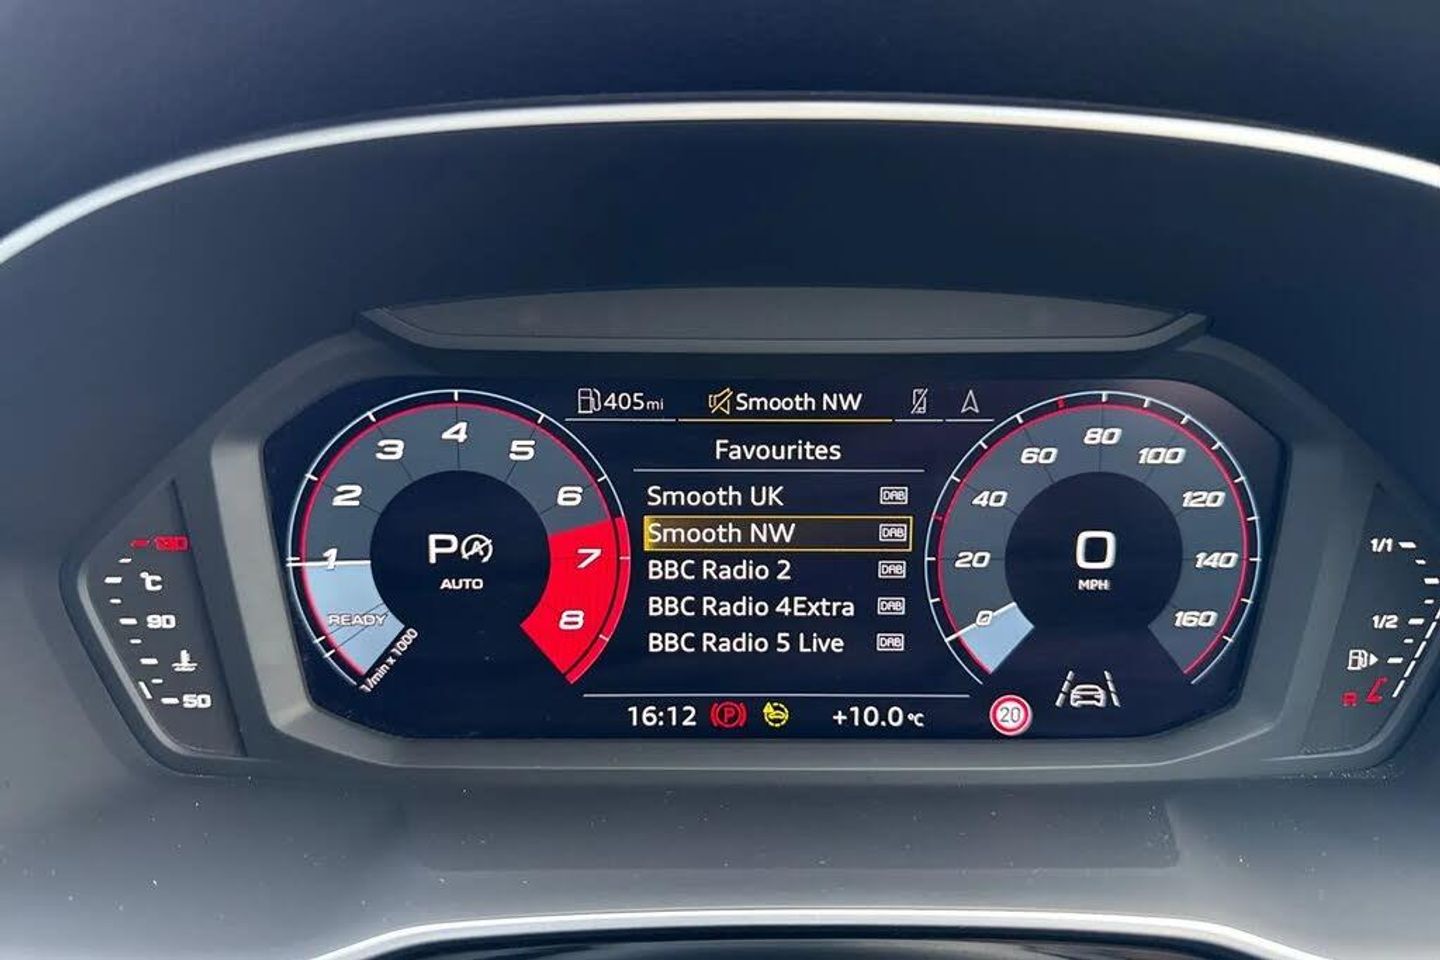 405mi
Smooth NW
Favourites
Smooth UK DAB
Smooth NW DAB
BBC Radio 2 DAB
BBC Radio 4Extra DAB
BBC Radio 5 Live DAB
16:12 P +10.0°C
1 2 3 4 5 6 7 8
READY
1/min x 1000
P A
AUTO
0 20 40 60 80 100 120 140 160
0
MPH
20
130
°C
90
50
1/1
1/2
R